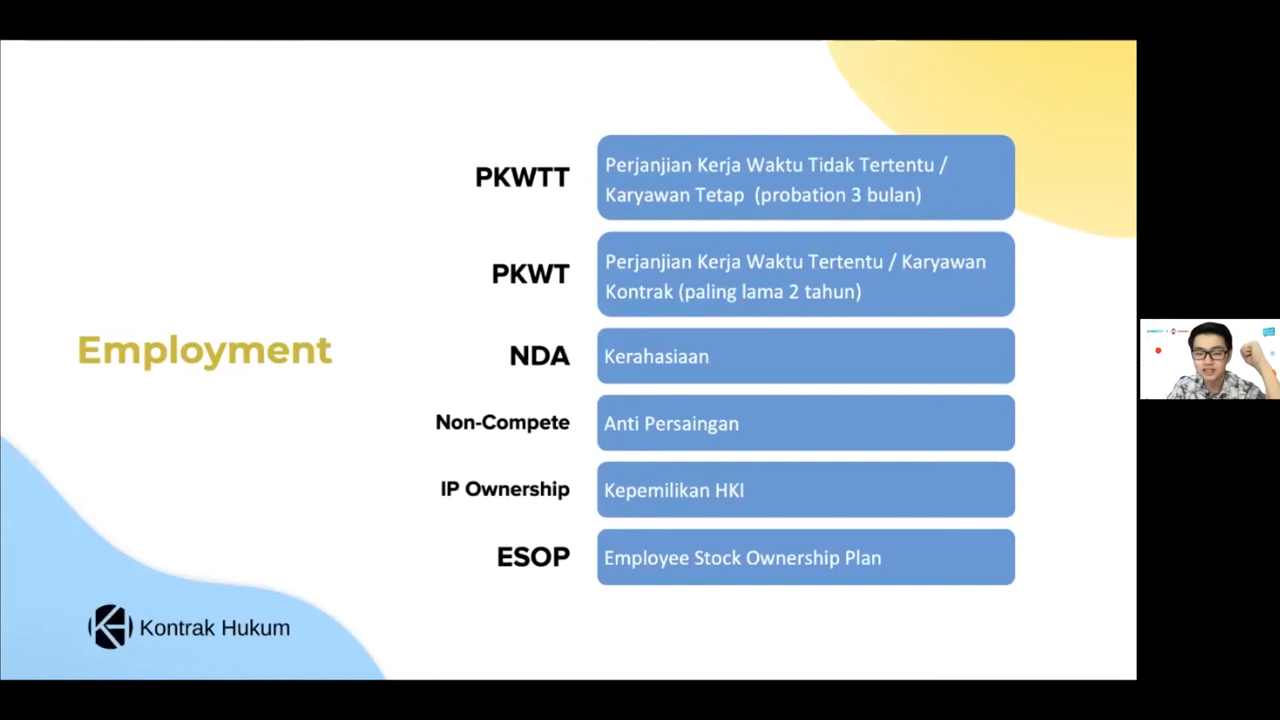 Employment
PKWTT
Perjanjian Kerja Waktu Tidak Tertentu /
Karyawan Tetap (probation 3 bulan)
PKWT
Perjanjian Kerja Waktu Tertentu / Karyawan
Kontrak (paling lama 2 tahun)
NDA
Kerahasiaan
Non-Compete
Anti Persaingan
IP Ownership
Kepemilikan HKI
ESOP
Employee Stock Ownership Plan
Kontrak Hukum